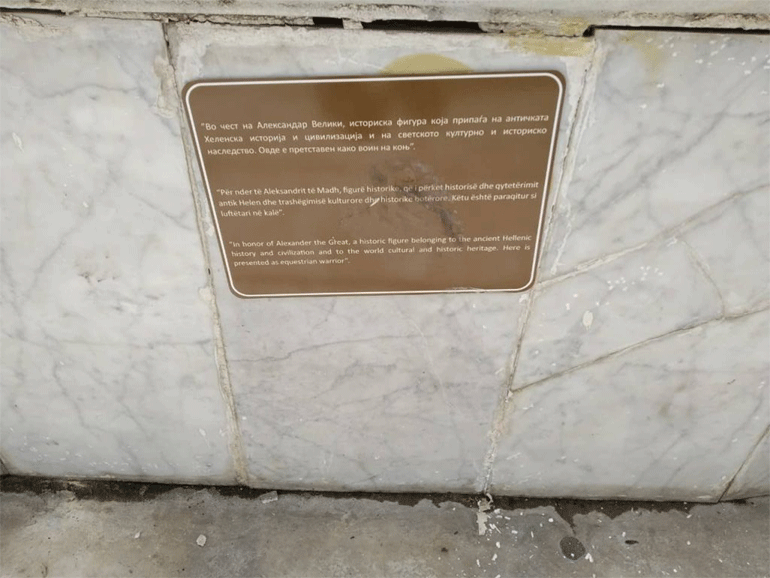 "Во чест на Александар Велики, историска фигура која припаѓа на античката
Хеленска историја и цивилизација и на светското културно и историско
наследство. Овде е претставен како воин на коњ".
"Për nder të Aleksandrit të Madh, figurë historike, që i përket historisë dhe qytetërimit
antik Helen dhe trashëgimisë kulturore dhe historike botërore. Këtu është paraqitur si
luftëtari në kalë".
"In honor of Alexander the Great, a historic figure belonging to the ancient Hellenic
history and civilization and to the world cultural and historic heritage. Here is
presented as equestrian warrior".